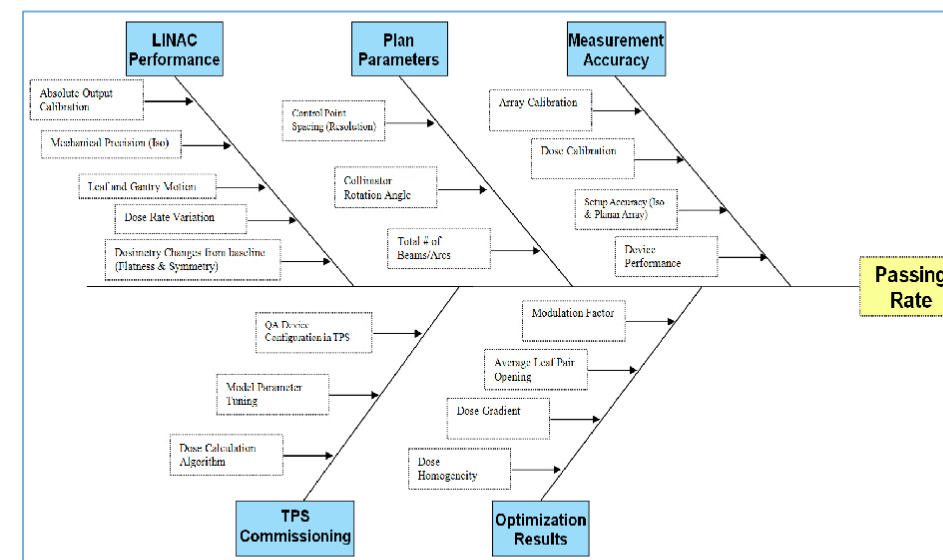 LINAC
Performance
Plan
Parameters
Measurement
Accuracy
Absolute Output
Calibration
Mechanical Precision (Iso)
Leaf and Gantry Motion
Dose Rate Variation
Dosimetry Changes from baseline
(Flatness & Symmetry)
Control Point
Spacing (Resolution)
Collimator
Rotation Angle
Total # of
Beams/Arcs
Array Calibration
Dose Calibration
Setup Accuracy (Iso
& Planar Array)
Device
Performance
Passing
Rate
QA Device
Configuration in TPS
Model Parameter
Tuning
Dose Calculation
Algorithm
Modulation Factor
Average Leaf Pair
Opening
Dose Gradient
Dose
Homogeneity
TPS
Commissioning
Optimization
Results